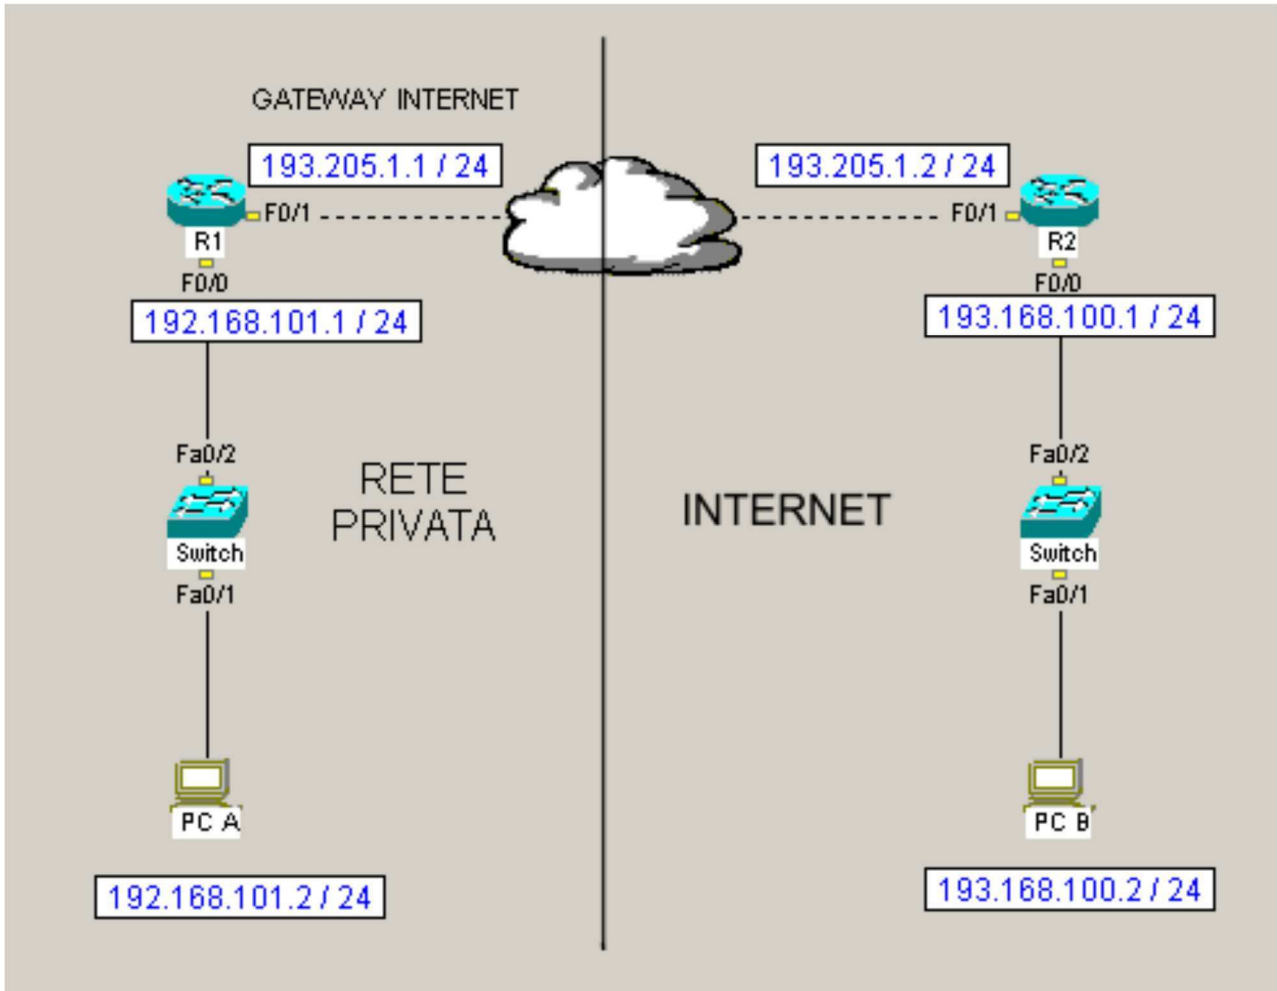 GATEWAY INTERNET
193.205.1.1 / 24
193.205.1.2 / 24
F0/1
F0/1
R1
R2
F0/0
F0/0
192.168.101.1 / 24
193.168.100.1 / 24
Fa0/2
Fa0/2
RETE
PRIVATA
INTERNET
Switch
Switch
Fa0/1
Fa0/1
PC A
PC B
192.168.101.2 / 24
193.168.100.2 / 24